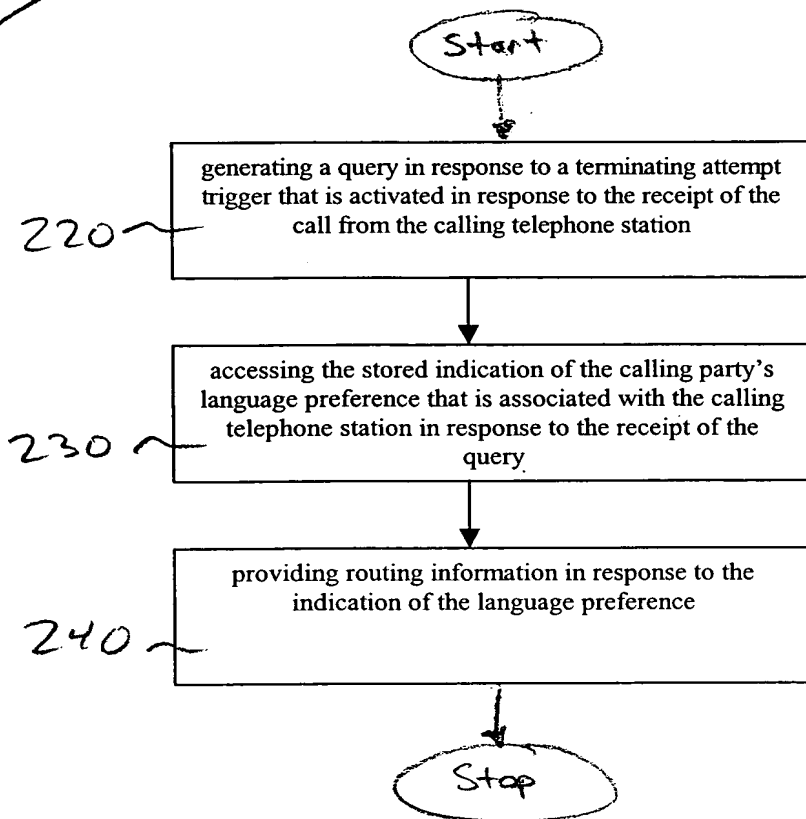 Start
generating a query in response to a terminating attempt
trigger that is activated in response to the receipt of the
call from the calling telephone station
220
accessing the stored indication of the calling party's
language preference that is associated with the calling
telephone station in response to the receipt of the
query
230
providing routing information in response to the
indication of the language preference
240
Stop